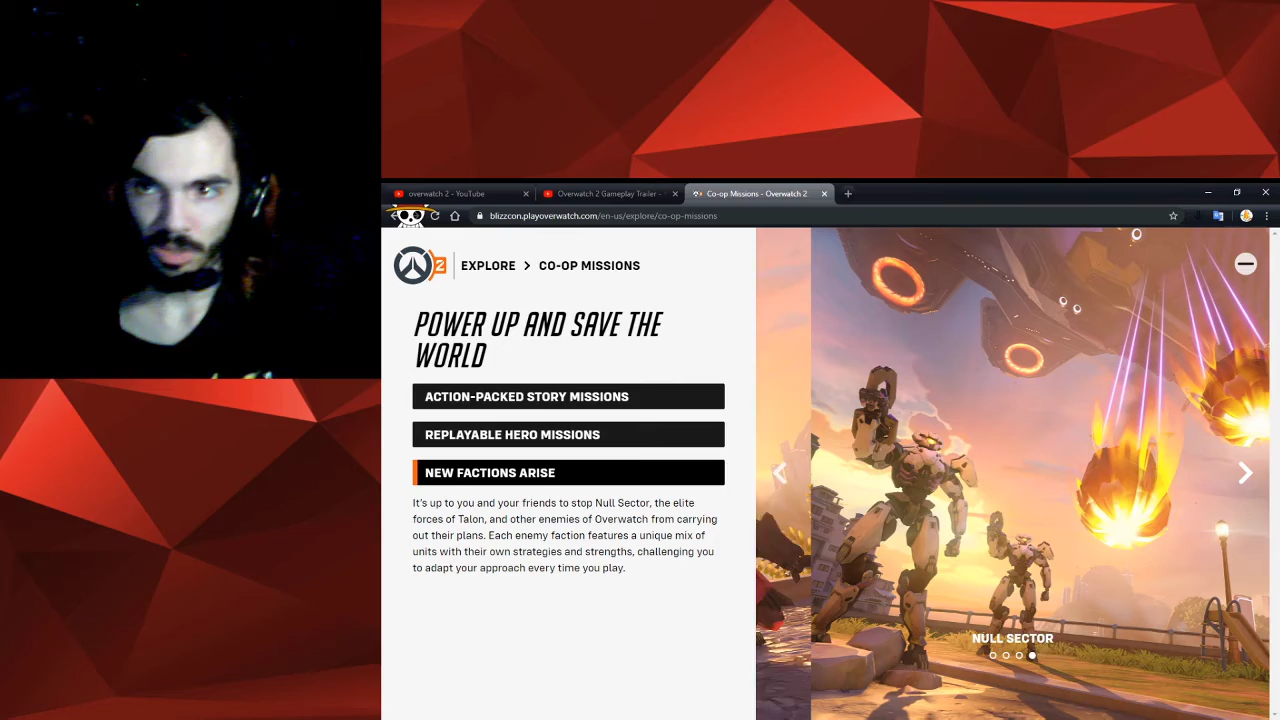 overwatch 2 - YouTube
Overwatch 2 Gameplay Trailer -
Co-op Missions - Overwatch 2
blizzcon.playoverwatch.com/en-us/explore/co-op-missions
2
EXPLORE > CO-OP MISSIONS
POWER UP AND SAVE THE
WORLD
ACTION-PACKED STORY MISSIONS
REPLAYABLE HERO MISSIONS
NEW FACTIONS ARISE
It's up to you and your friends to stop Null Sector, the elite
forces of Talon, and other enemies of Overwatch from carrying
out their plans. Each enemy faction features a unique mix of
units with their own strategies and strengths, challenging you
to adapt your approach every time you play.
NULL SECTOR